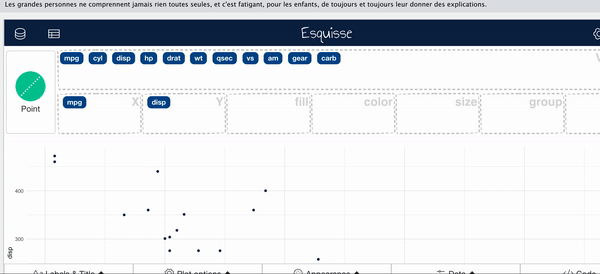 Les grandes personnes ne comprennent jamais rien toutes seules, et c'est fatigant, pour les enfants, de toujours et toujours leur donner des explications.
Esquisse
mpg cyl disp hp drat wt qsec vs am gear carb
Point
mpg X disp Y fill color size group
400
300
disp
Labels & Title Plot options Appearance Data Code